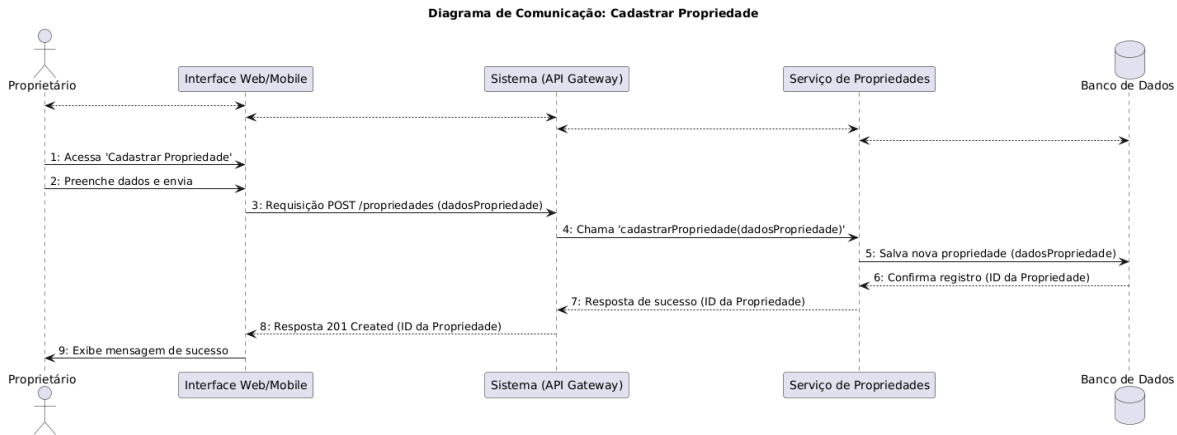 Diagrama de Comunicação: Cadastrar Propriedade
Proprietário
Interface Web/Mobile
Sistema (API Gateway)
Serviço de Propriedades
Banco de Dados
1: Acessa 'Cadastrar Propriedade'
2: Preenche dados e envia
3: Requisição POST /propriedades (dadosPropriedade)
4: Chama 'cadastrarPropriedade(dadosPropriedade)'
5: Salva nova propriedade (dadosPropriedade)
6: Confirma registro (ID da Propriedade)
7: Resposta de sucesso (ID da Propriedade)
8: Resposta 201 Created (ID da Propriedade)
9: Exibe mensagem de sucesso
Proprietário
Interface Web/Mobile
Sistema (API Gateway)
Serviço de Propriedades
Banco de Dados